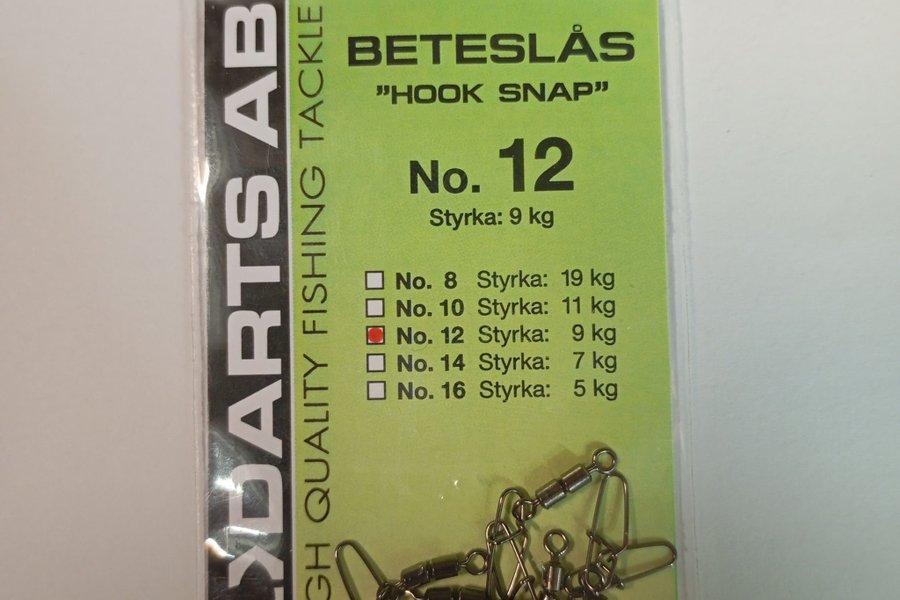 DARTS AB
QUALITY FISHING TACKLE
BETESLÅS
”HOOK SNAP”
No. 12
Styrka: 9 kg
No. 8 Styrka: 19 kg
No. 10 Styrka: 11 kg
No. 12 Styrka: 9 kg
No. 14 Styrka: 7 kg
No. 16 Styrka: 5 kg